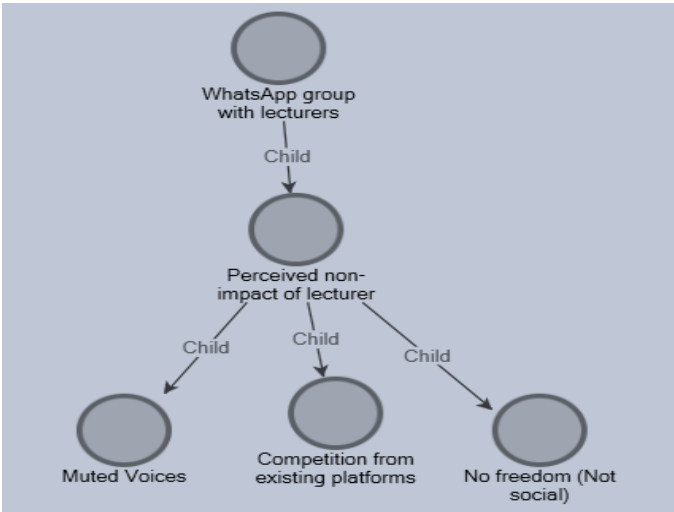 WhatsApp group
with lecturers
Child
Perceived non-
impact of lecturer
Child
Child
Child
Muted Voices
Competition from
existing platforms
No freedom (Not
social)